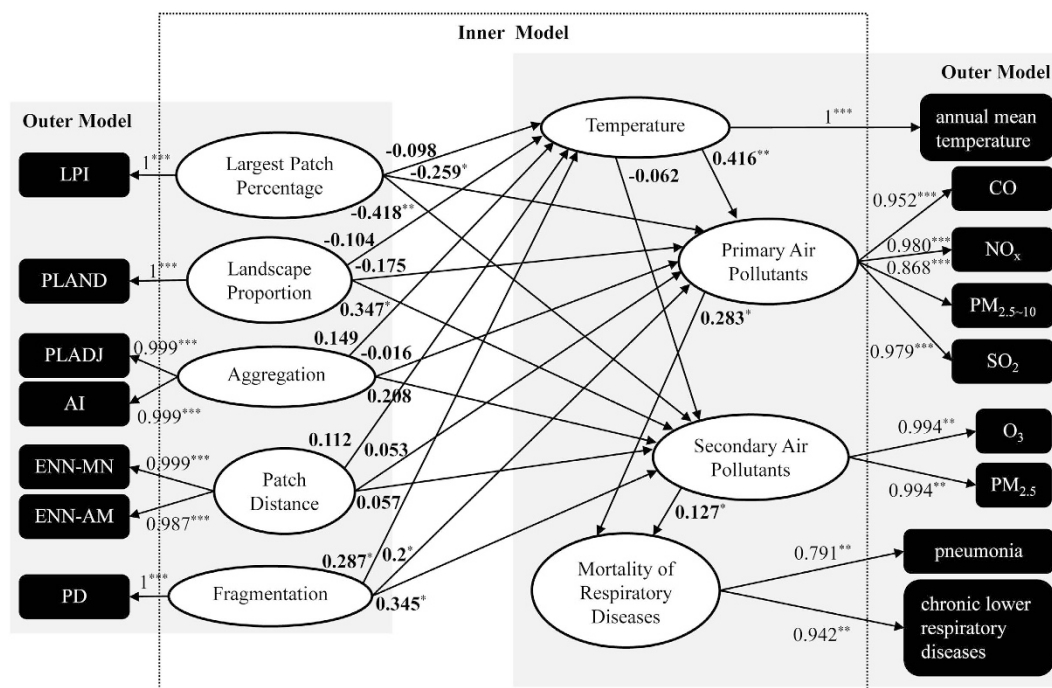 Inner Model
Outer Model
Outer Model
LPI
1***
Largest Patch
Percentage
-0.098
-0.259*
-0.418**
Temperature
1***
annual mean
temperature
0.416**
-0.062
PLAND
1***
Landscape
Proportion
-0.104
-0.175
0.347*
Primary Air
Pollutants
0.283*
0.952***
CO
0.980***
NOx
0.868***
PM2.5~10
0.979***
SO2
PLADJ
0.999***
AI
0.999***
Aggregation
0.149
-0.016
0.208
ENN-MN
0.999***
ENN-AM
0.987***
Patch
Distance
0.112
0.053
0.057
Secondary Air
Pollutants
0.127*
0.994**
O3
0.994**
PM2.5
PD
1***
Fragmentation
0.287*
0.2*
0.345*
Mortality of
Respiratory
Diseases
0.791**
pneumonia
0.942**
chronic lower
respiratory
diseases